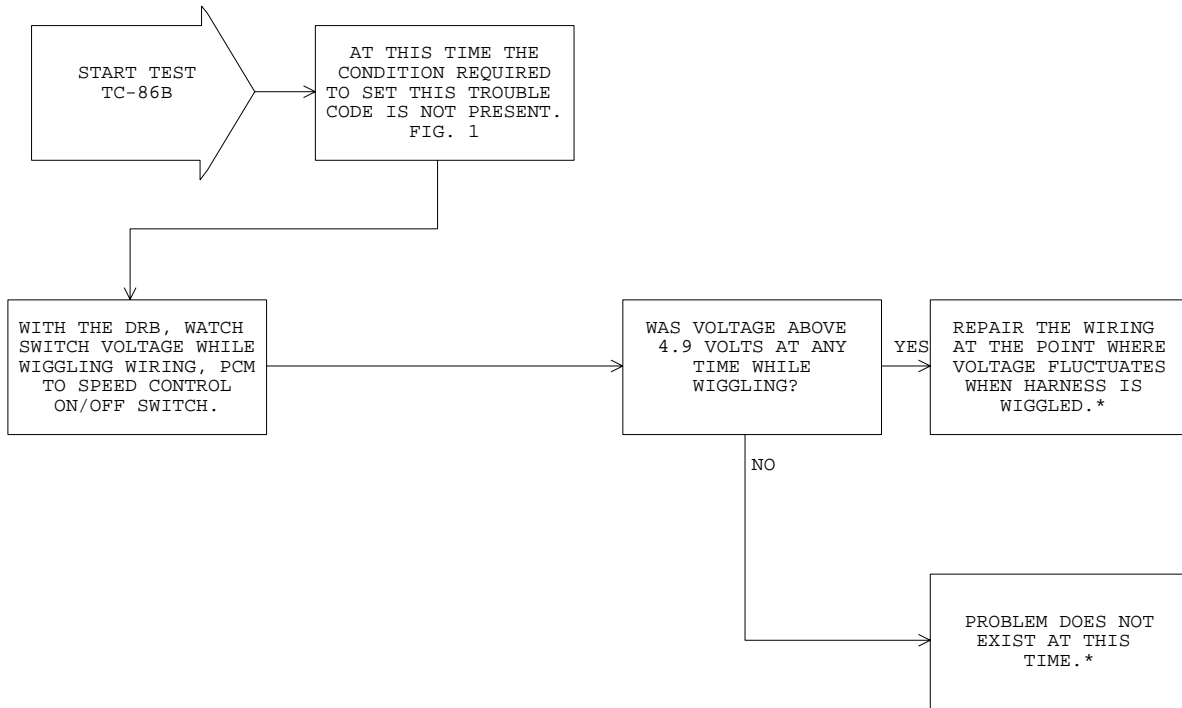 START TEST
TC-86B
AT THIS TIME THE
CONDITION REQUIRED
TO SET THIS TROUBLE
CODE IS NOT PRESENT.
FIG. 1
WITH THE DRB, WATCH
SWITCH VOLTAGE WHILE
WIGGLING WIRING, PCM
TO SPEED CONTROL
ON/OFF SWITCH.
WAS VOLTAGE ABOVE
4.9 VOLTS AT ANY
TIME WHILE
WIGGLING?
YES
REPAIR THE WIRING
AT THE POINT WHERE
VOLTAGE FLUCTUATES
WHEN HARNESS IS
WIGGLED.*
NO
PROBLEM DOES NOT
EXIST AT THIS
TIME.*